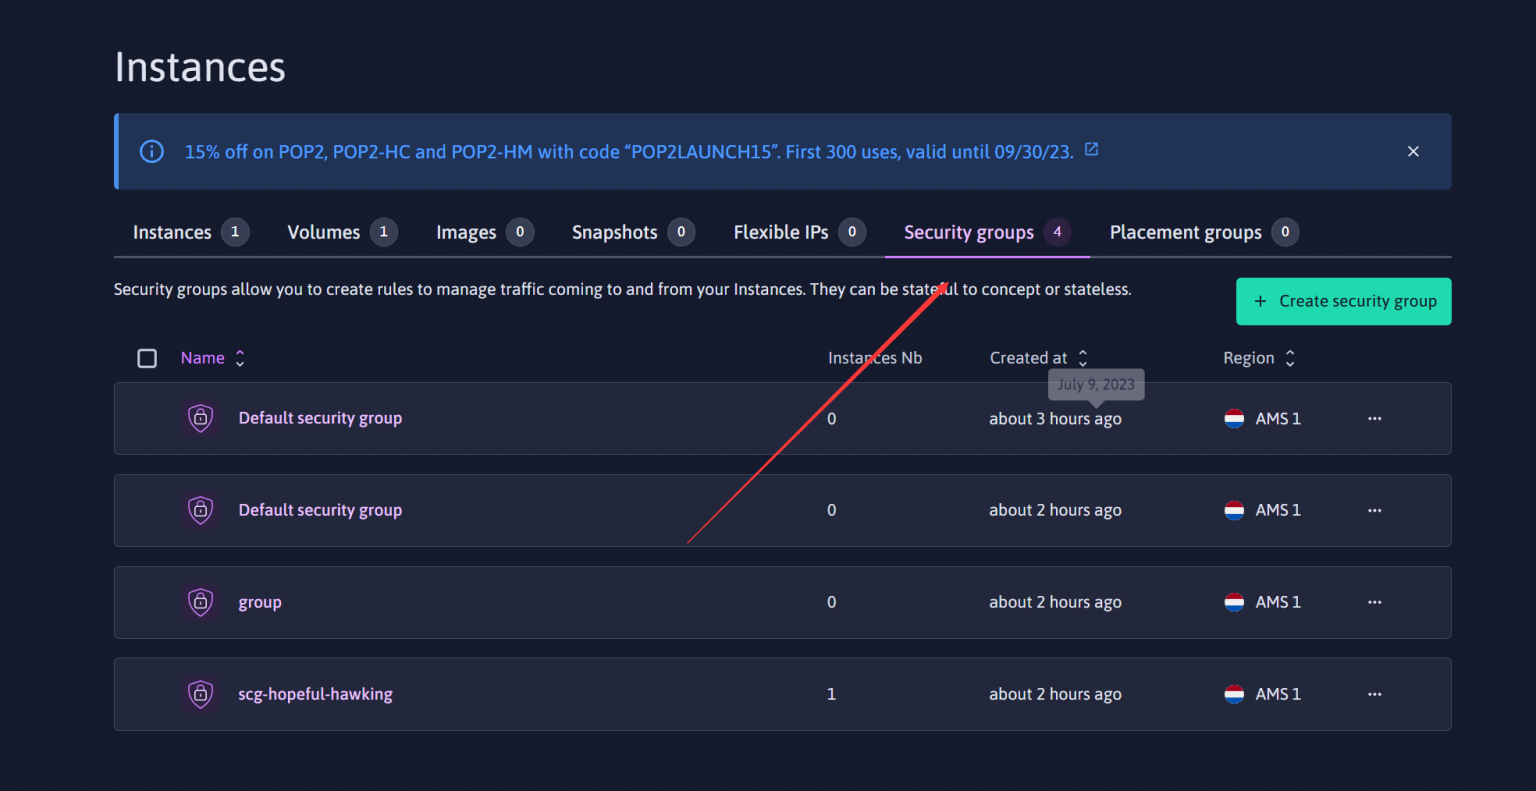 Instances
15% off on POP2, POP2-HC and POP2-HM with code “POP2LAUNCH15”. First 300 uses, valid until 09/30/23.
Instances 1 Volumes 1 Images 0 Snapshots 0 Flexible IPs 0 Security groups 4 Placement groups 0
Security groups allow you to create rules to manage traffic coming to and from your Instances. They can be stateful to concept or stateless.
+ Create security group
Name Instances Nb Created at Region
July 9, 2023
Default security group 0 about 3 hours ago AMS 1
Default security group 0 about 2 hours ago AMS 1
group 0 about 2 hours ago AMS 1
scg-hopeful-hawking 1 about 2 hours ago AMS 1